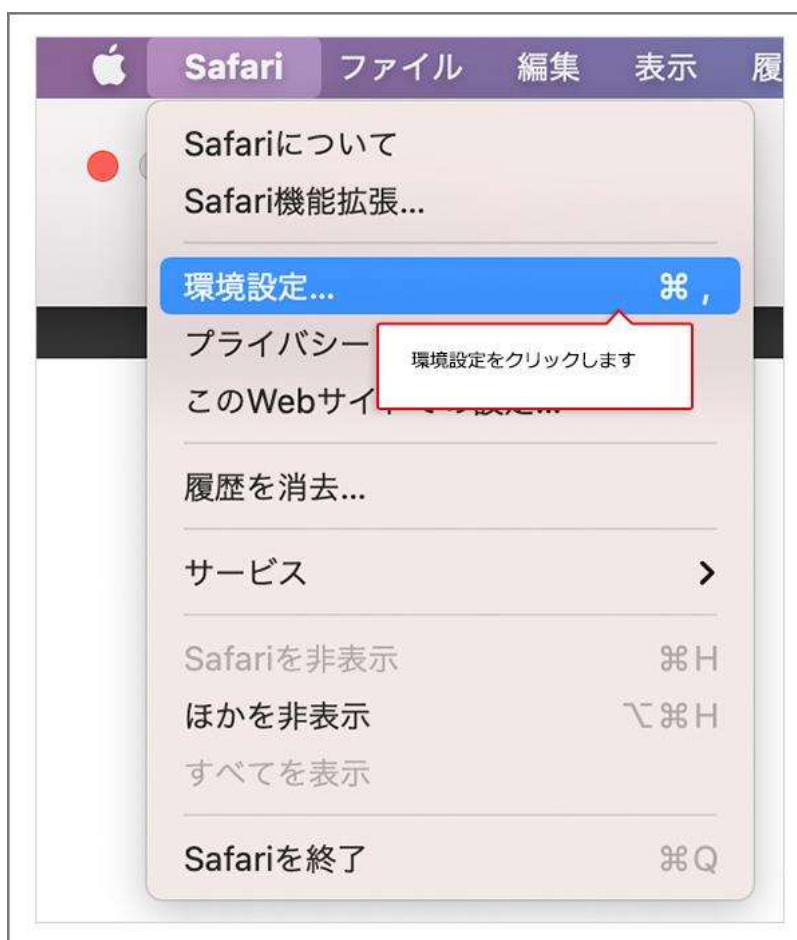 Safari ファイル 編集 表示 履
Safariについて
Safari機能拡張...
環境設定... ⌘ ,
プライバシー
環境設定をクリックします
このWebサイ
履歴を消去...
サービス
Safariを非表示 ⌘H
ほかを非表示 ⌥⌘H
すべてを表示
Safariを終了 ⌘Q